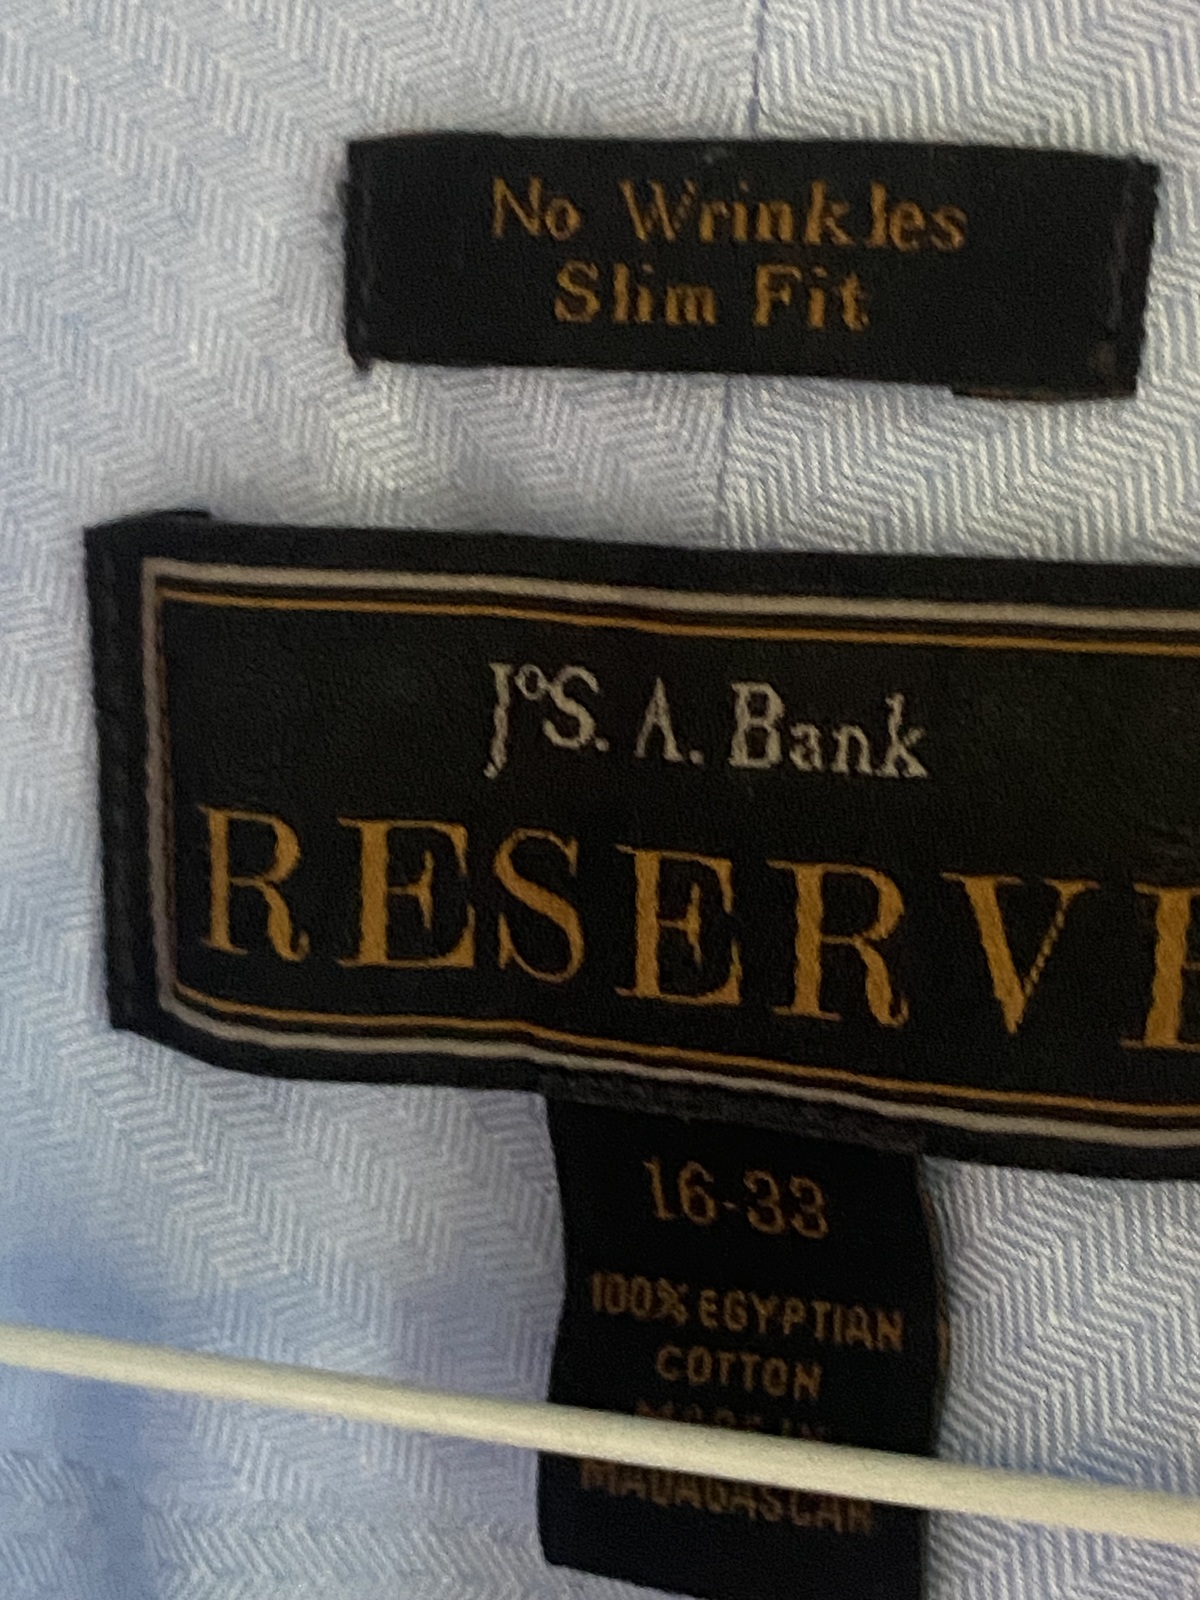 No Wrinkles
Slim Fit
JoS. A. Bank
RESERVE
16-33
100% EGYPTIAN
COTTON
MADE IN
MADAGASCAR